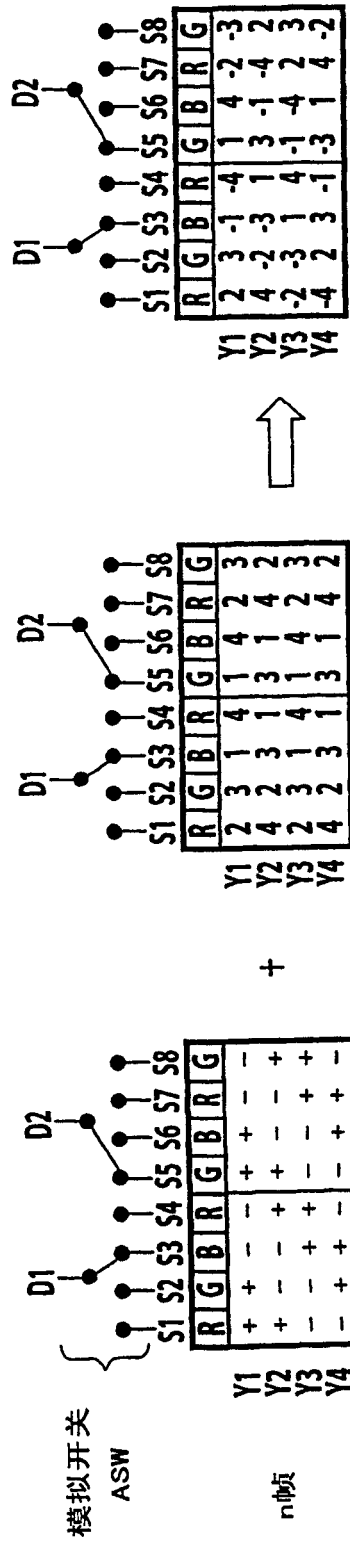 模拟开关
ASW
n帧
D1 D2
S1 S2 S3 S4 S5 S6 S7 S8
R G B R G B R G
Y1 + + - - + + - -
Y2 + - - + + - - +
Y3 - - + + - - + +
Y4 - + + - - + + -
+
D1 D2
S1 S2 S3 S4 S5 S6 S7 S8
R G B R G B R G
Y1 2 3 1 4 1 4 2 3
Y2 4 2 3 1 3 1 4 2
Y3 2 3 1 4 1 4 2 3
Y4 4 2 3 1 3 1 4 2
D1 D2
S1 S2 S3 S4 S5 S6 S7 S8
R G B R G B R G
Y1 2 3 -1 -4 1 4 -2 -3
Y2 4 -2 -3 1 3 -1 -4 2
Y3 -2 -3 1 4 -1 -4 2 3
Y4 -4 2 3 -1 -3 1 4 -2